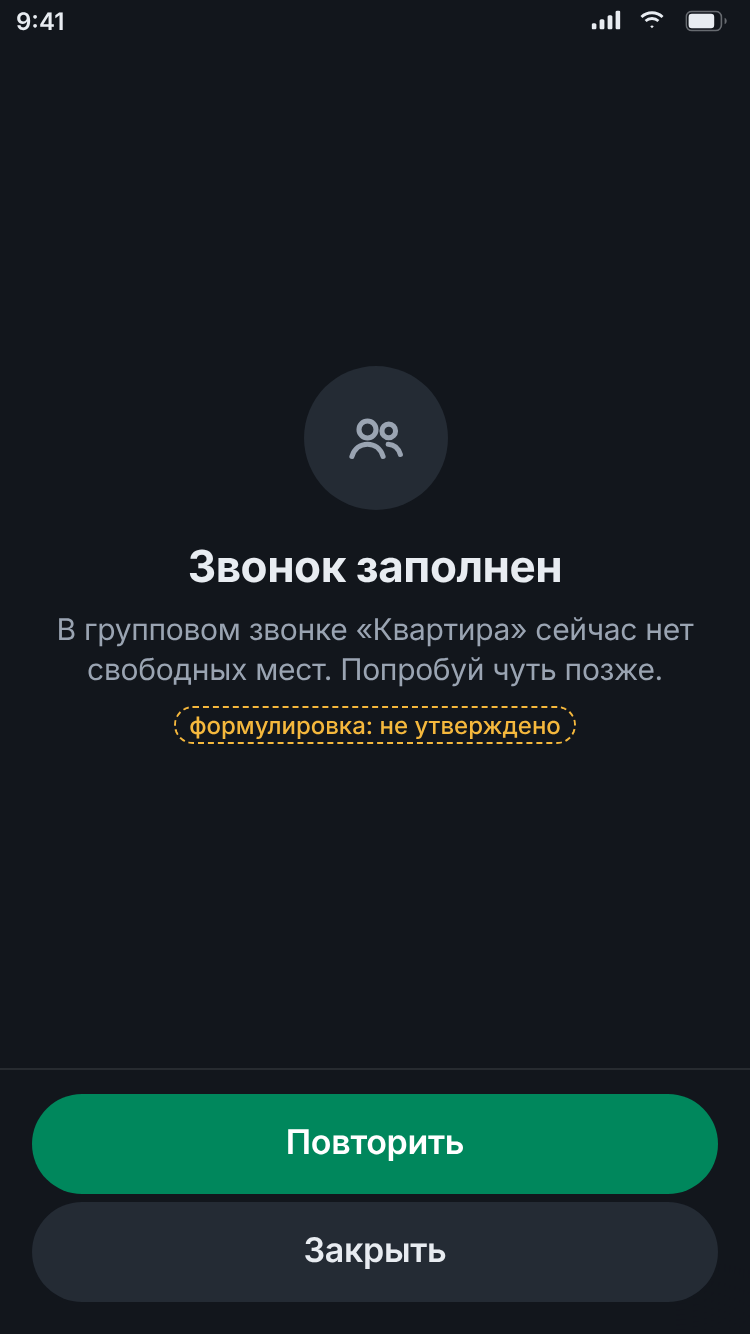 9:41
Звонок заполнен
В групповом звонке «Квартира» сейчас нет
свободных мест. Попробуй чуть позже.
формулировка: не утверждено
Повторить
Закрыть